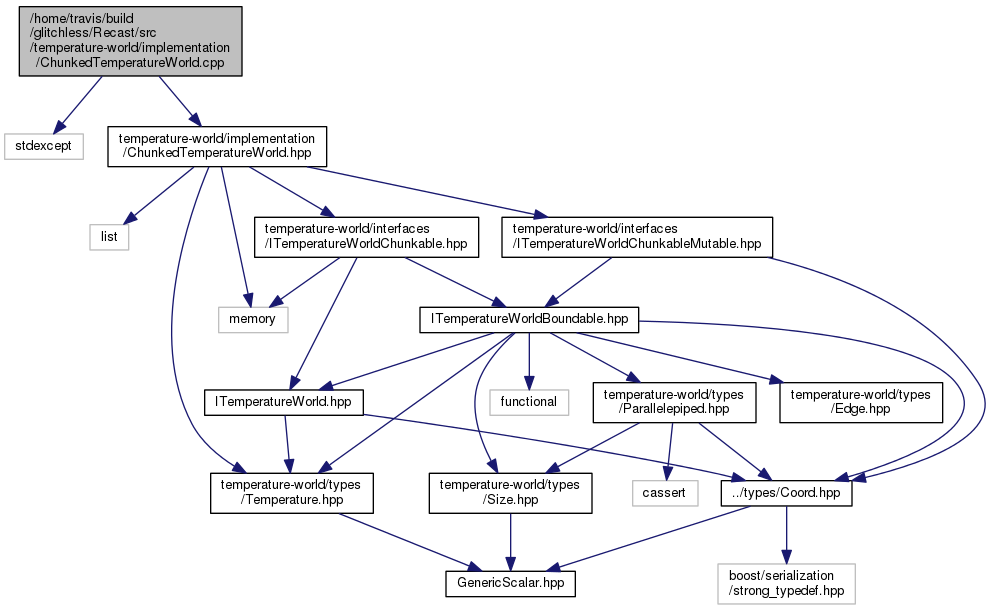 /home/travis/build
/glitchless/Recast/src
/temperature-world/implementation
/ChunkedTemperatureWorld.cpp
stdexcept
temperature-world/implementation
/ChunkedTemperatureWorld.hpp
list
temperature-world/interfaces
/ITemperatureWorldChunkable.hpp
temperature-world/interfaces
/ITemperatureWorldChunkableMutable.hpp
memory
ITemperatureWorldBoundable.hpp
ITemperatureWorld.hpp
functional
temperature-world/types
/Parallelepiped.hpp
temperature-world/types
/Edge.hpp
temperature-world/types
/Temperature.hpp
temperature-world/types
/Size.hpp
cassert
../types/Coord.hpp
GenericScalar.hpp
boost/serialization
/strong_typedef.hpp